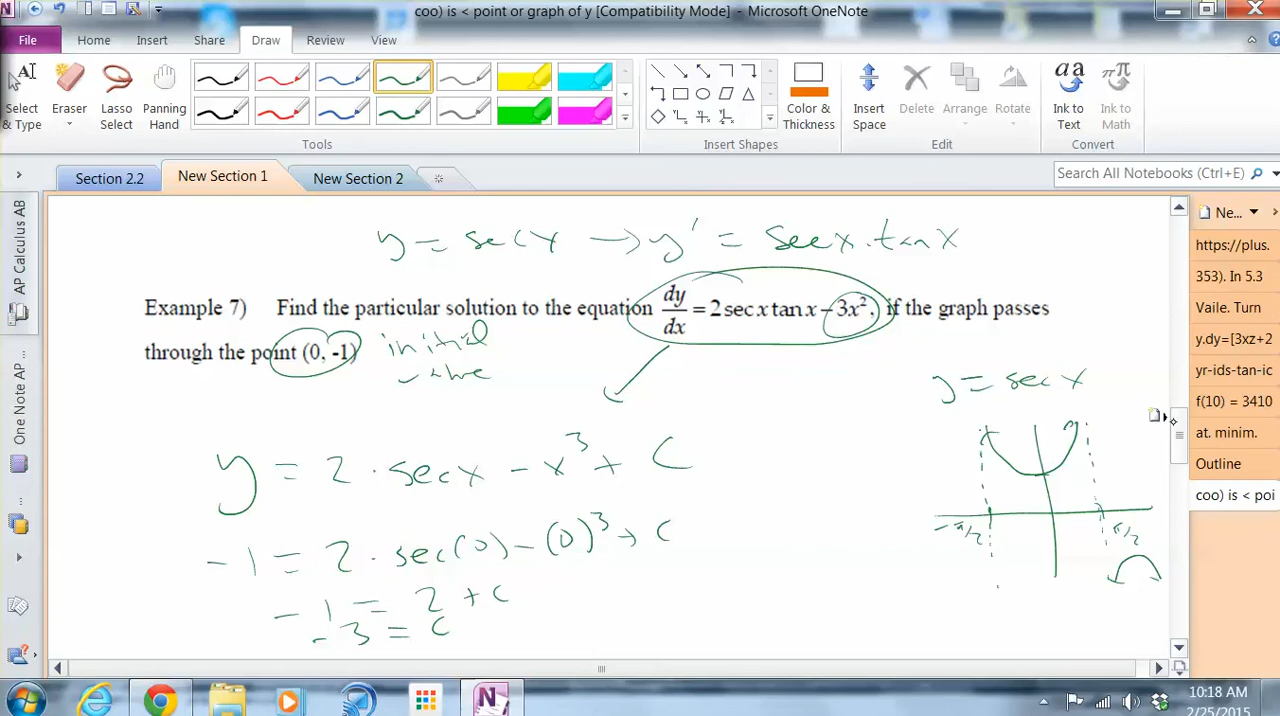 coo) is < point or graph of y [Compatibility Mode] - Microsoft OneNote
File Home Insert Share Draw Review View
Select & Type
Eraser
Lasso Select
Panning Hand
Color & Thickness
Insert Space
Delete
Arrange
Rotate
Ink to Text
Ink to Math
Tools
Insert Shapes
Edit
Convert
Section 2.2 New Section 1 New Section 2
Search All Notebooks (Ctrl+E)
AP Calculus AB
One Note AP .
y = sec x → y' = sec x · tan x
Example 7) Find the particular solution to the equation dy/dx = 2 sec x tan x – 3x², if the graph passes
through the point (0, -1) initial
value
y = sec x
-π/2 π/2
y = 2 · sec x – x³ + C
-1 = 2 · sec(0) – (0)³ + C
-1 = 2 + C
-3 = C
Ne...
https://plus.
353). In 5.3
Vaile. Turn
y.dy=[3xz+2
yr-ids-tan-ic
f(10) = 3410
at. minim.
Outline
coo) is < poi
10:18 AM
2/25/2015